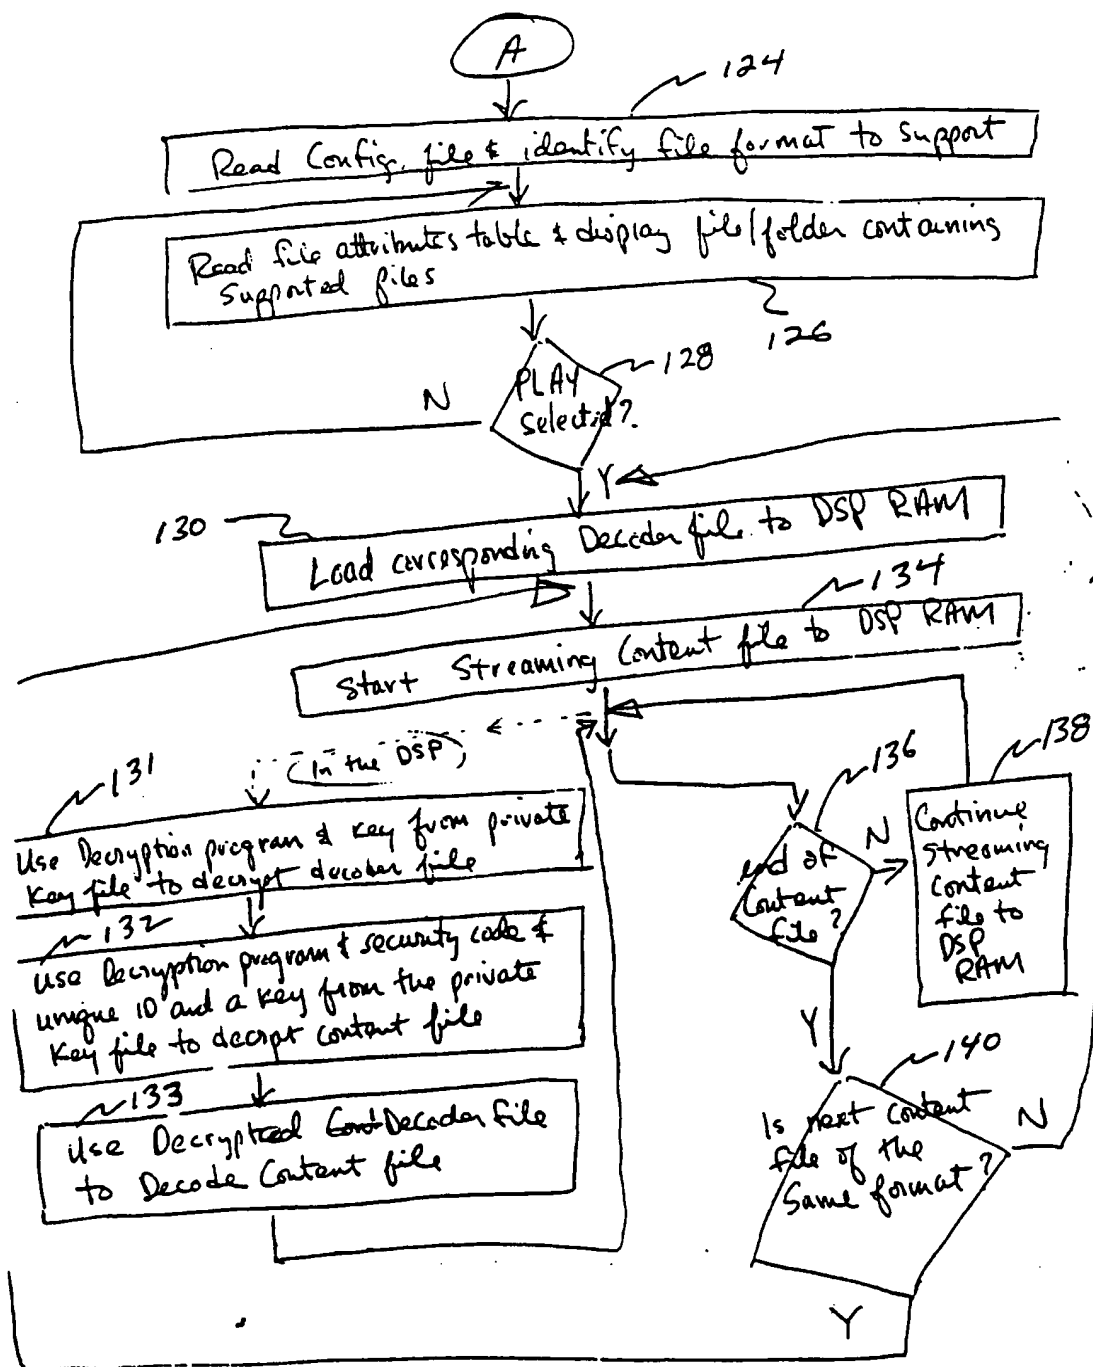 A
124
Read Config. file & identify file format to support
Read file attributes table & display file/folder containing
supported files
126
128
PLAY
selected?
N
Y
130
Load corresponding Decoder file to DSP RAM
134
Start Streaming Content file to DSP RAM
(In the DSP)
131
Use Decryption program & key from private
key file to decrypt decoder file
132
Use Decryption program & security code &
unique ID and a key from the private
key file to decrypt content file
133
Use Decrypted Decoder file
to Decode Content file
136
end of
Content
file?
N
Y
138
Continue
streaming
content
file to
DSP
RAM
140
Is next content
file of the
Same format?
N
Y